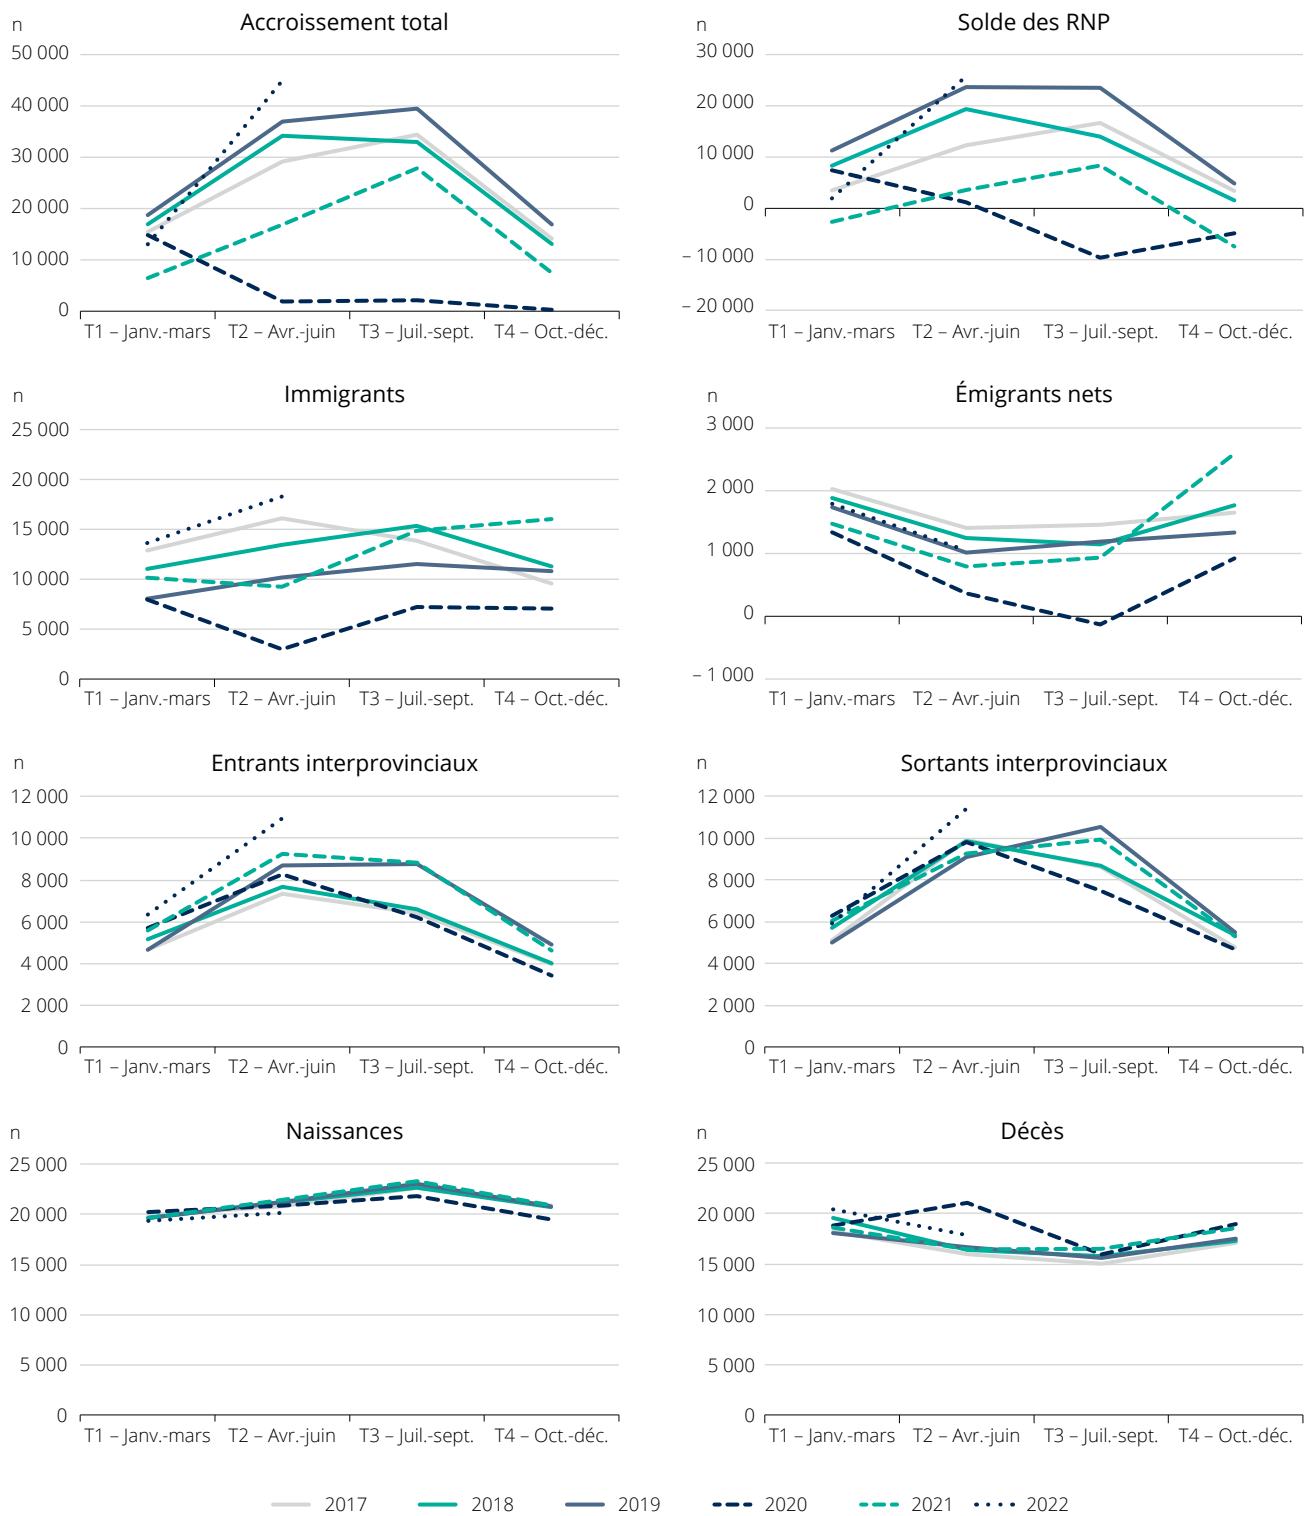 Accroissement total
n
50 000
40 000
30 000
20 000
10 000
0
T1 – Janv.-mars T2 – Avr.-juin T3 – Juil.-sept. T4 – Oct.-déc.
Solde des RNP
n
30 000
20 000
10 000
0
– 10 000
– 20 000
T1 – Janv.-mars T2 – Avr.-juin T3 – Juil.-sept. T4 – Oct.-déc.
Immigrants
n
25 000
20 000
15 000
10 000
5 000
0
T1 – Janv.-mars T2 – Avr.-juin T3 – Juil.-sept. T4 – Oct.-déc.
Émigrants nets
n
3 000
2 000
1 000
0
– 1 000
T1 – Janv.-mars T2 – Avr.-juin T3 – Juil.-sept. T4 – Oct.-déc.
Entrants interprovinciaux
n
12 000
10 000
8 000
6 000
4 000
2 000
0
T1 – Janv.-mars T2 – Avr.-juin T3 – Juil.-sept. T4 – Oct.-déc.
Sortants interprovinciaux
n
12 000
10 000
8 000
6 000
4 000
2 000
0
T1 – Janv.-mars T2 – Avr.-juin T3 – Juil.-sept. T4 – Oct.-déc.
Naissances
n
25 000
20 000
15 000
10 000
5 000
0
T1 – Janv.-mars T2 – Avr.-juin T3 – Juil.-sept. T4 – Oct.-déc.
Décès
n
25 000
20 000
15 000
10 000
5 000
0
T1 – Janv.-mars T2 – Avr.-juin T3 – Juil.-sept. T4 – Oct.-déc.
2017 2018 2019 2020 2021 2022